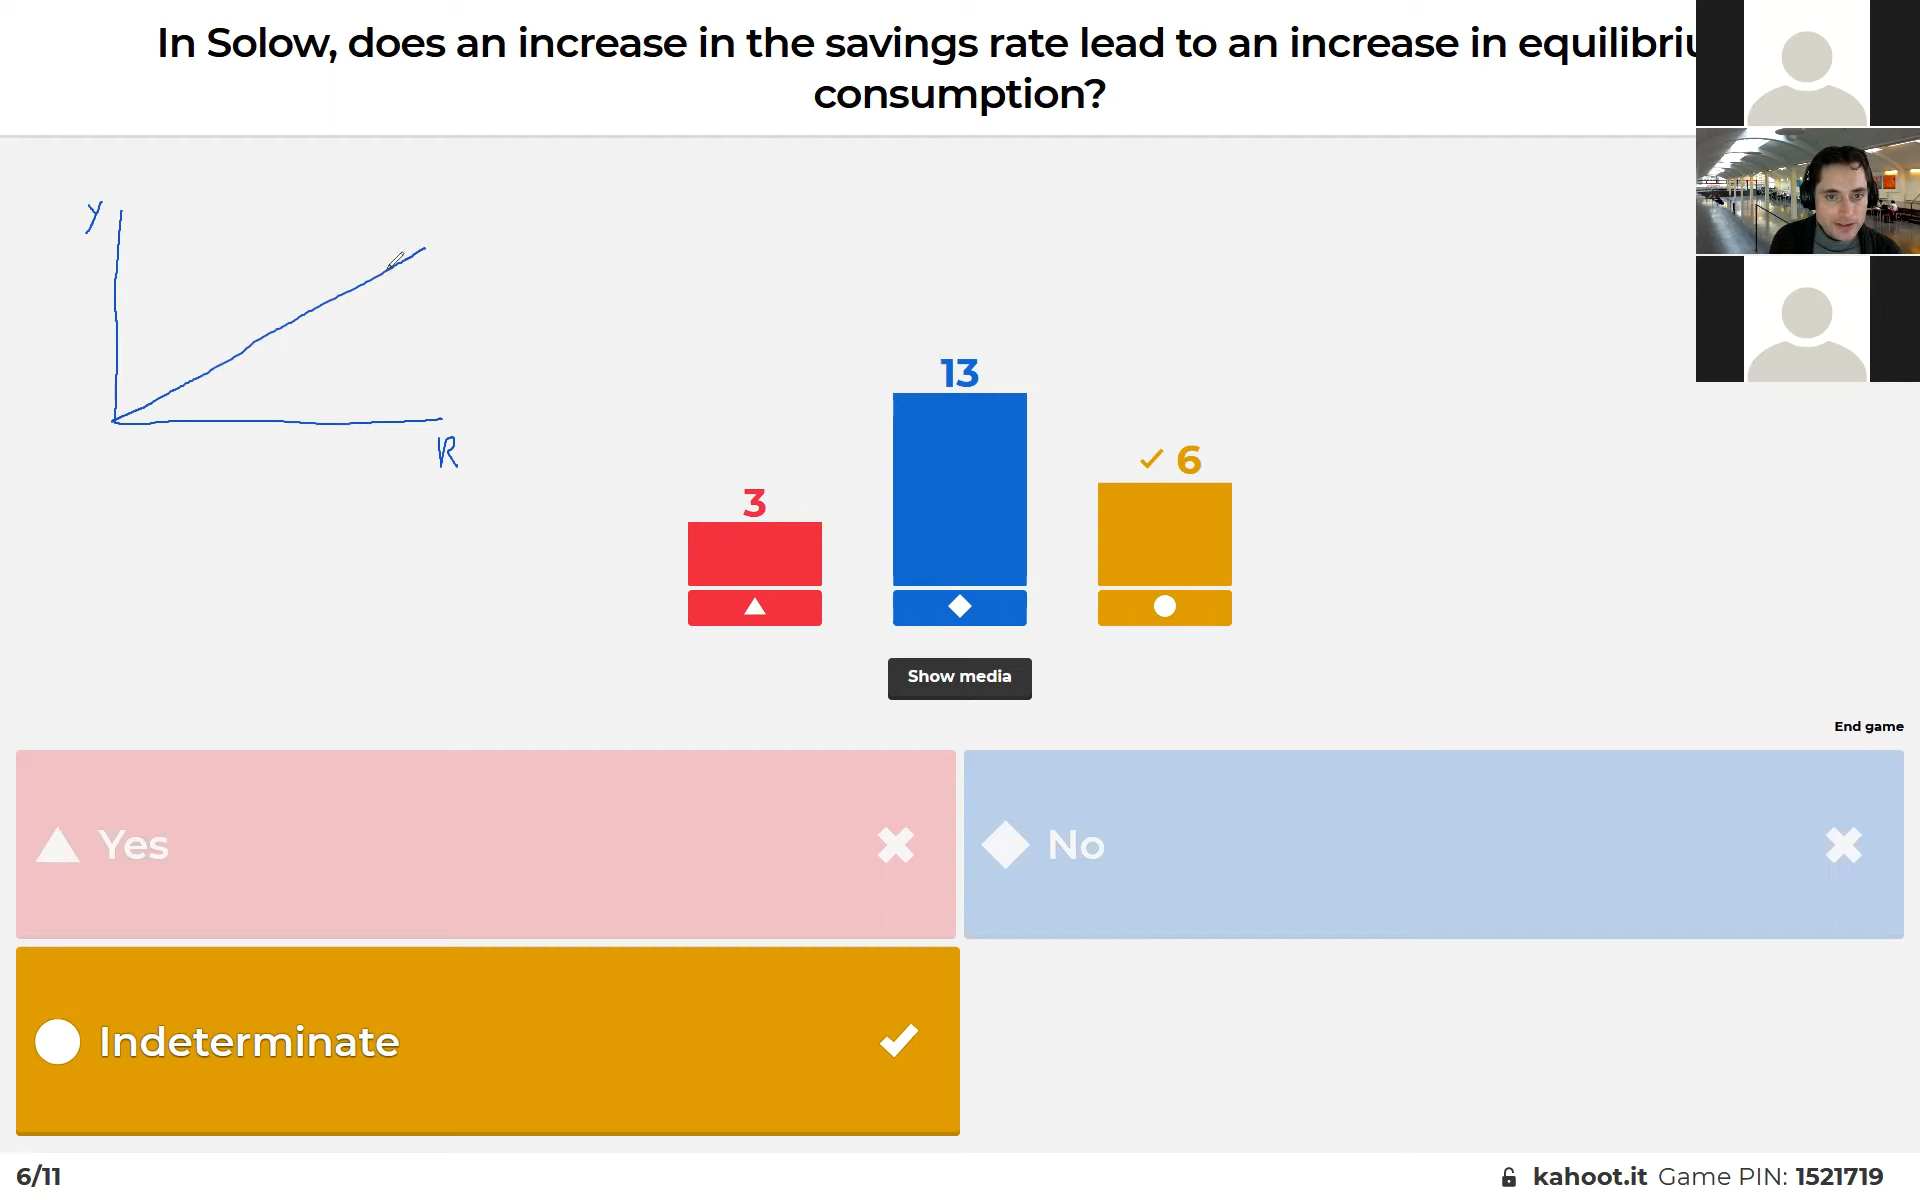 In Solow, does an increase in the savings rate lead to an increase in
consumption?
Y
13
6
3
Show media
End game
Yes
No
Indeterminate
6/11
kahoot.it Game PIN: 1521719